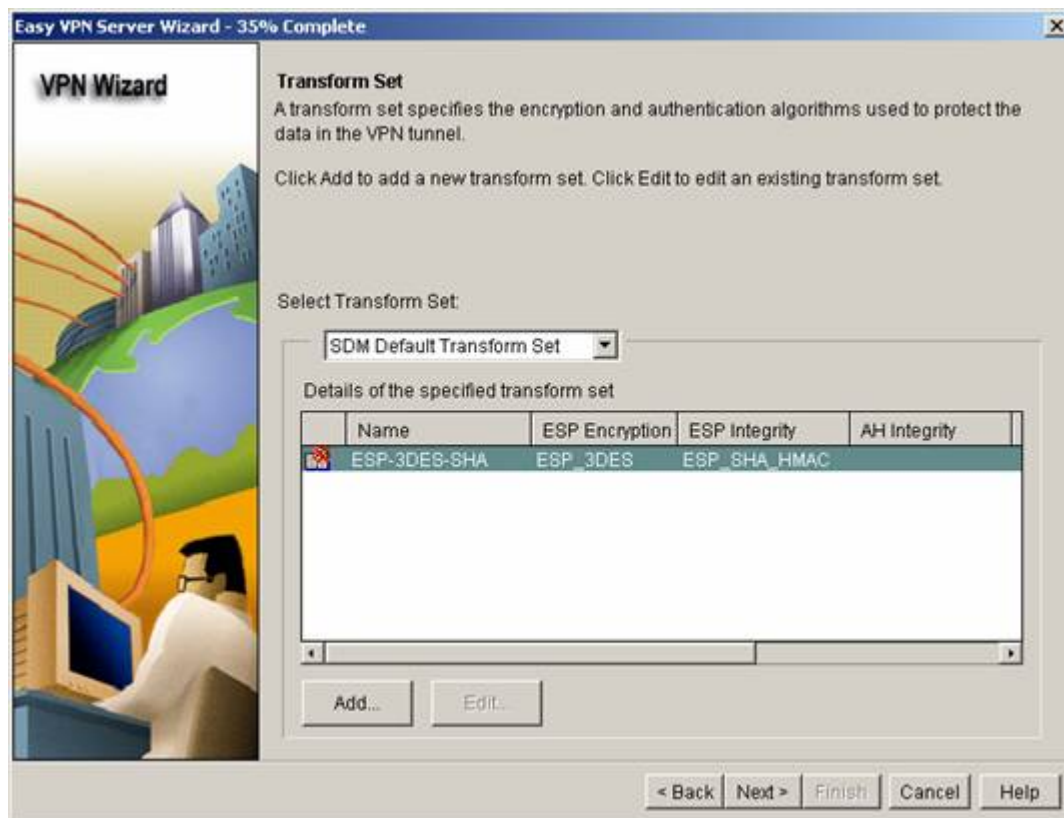 Easy VPN Server Wizard - 35% Complete
VPN Wizard
Transform Set
A transform set specifies the encryption and authentication algorithms used to protect the
data in the VPN tunnel.
Click Add to add a new transform set. Click Edit to edit an existing transform set.
Select Transform Set:
SDM Default Transform Set
Details of the specified transform set
Name ESP Encryption ESP Integrity AH Integrity
ESP-3DES-SHA ESP_3DES ESP_SHA_HMAC
Add... Edit...
< Back Next > Finish Cancel Help